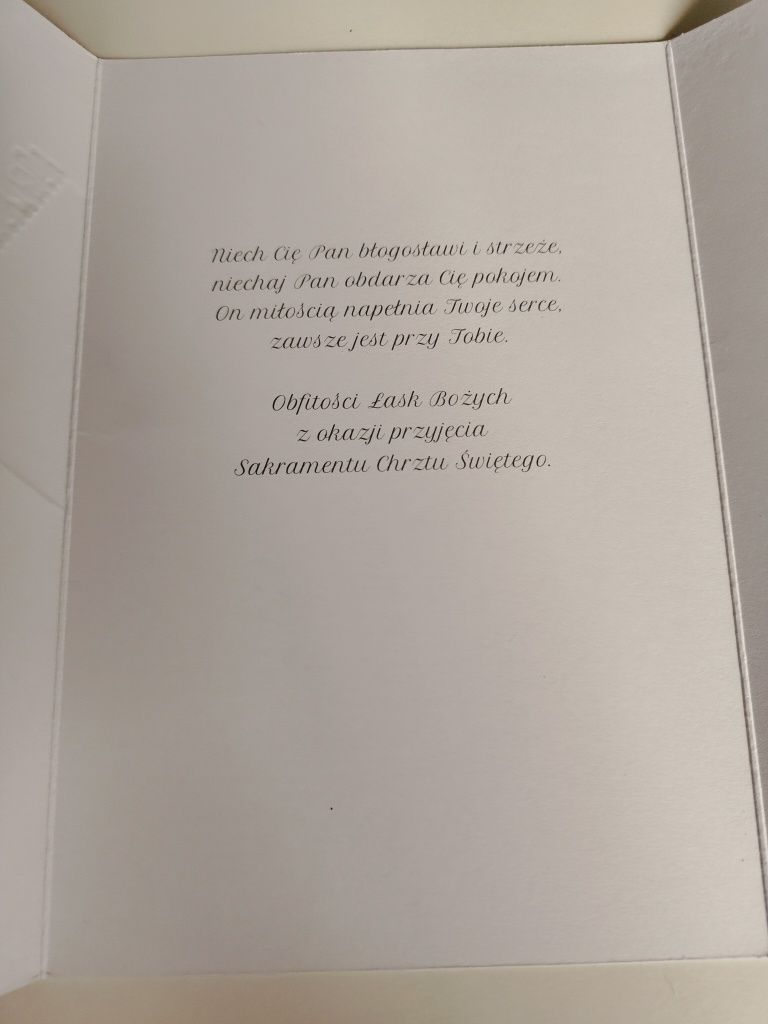 Niech Cię Pan błogosławi i strzeże,
niechaj Pan obdarza Cię pokojem.
On miłością napełnia Twoje serce,
zawsze jest przy Tobie.
Obfitości Łask Bożych
z okazji przyjęcia
Sakramentu Chrztu Świętego.